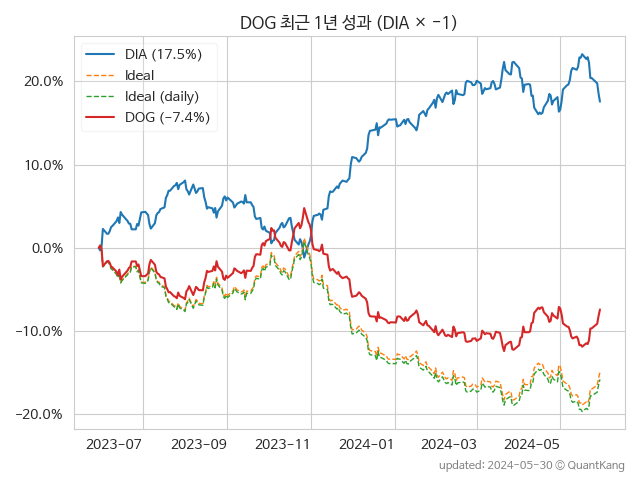 DOG 최근 1년 성과 (DIA × -1)
DIA (17.5%)
Ideal
Ideal (daily)
DOG (-7.4%)
20.0%
10.0%
0.0%
-10.0%
-20.0%
2023-07 2023-09 2023-11 2024-01 2024-03 2024-05
updated: 2024-05-30 © QuantKang